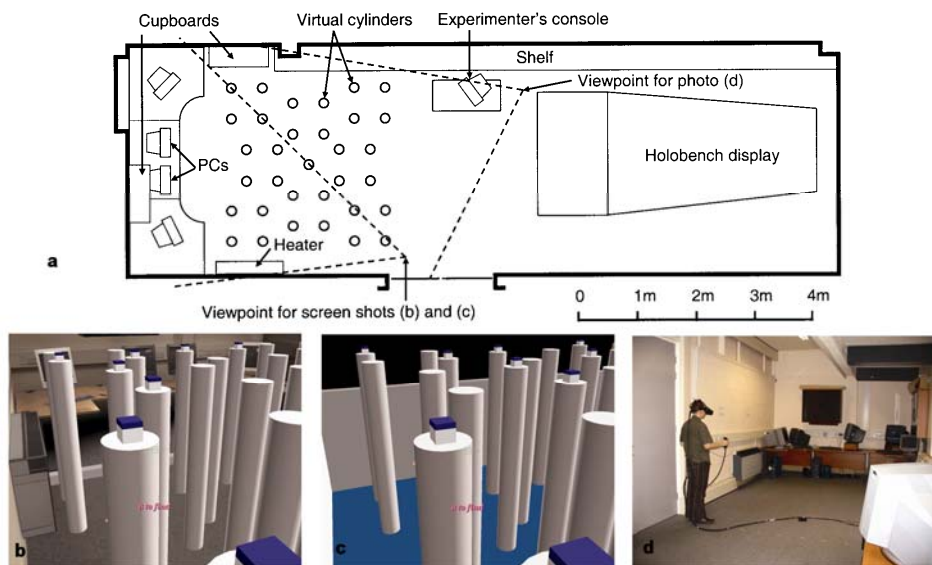 Cupboards
Virtual cylinders
Experimenter's console
Shelf
Viewpoint for photo (d)
PCs
Holobench display
Heater
a
Viewpoint for screen shots (b) and (c)
0 1m 2m 3m 4m
b
c
d